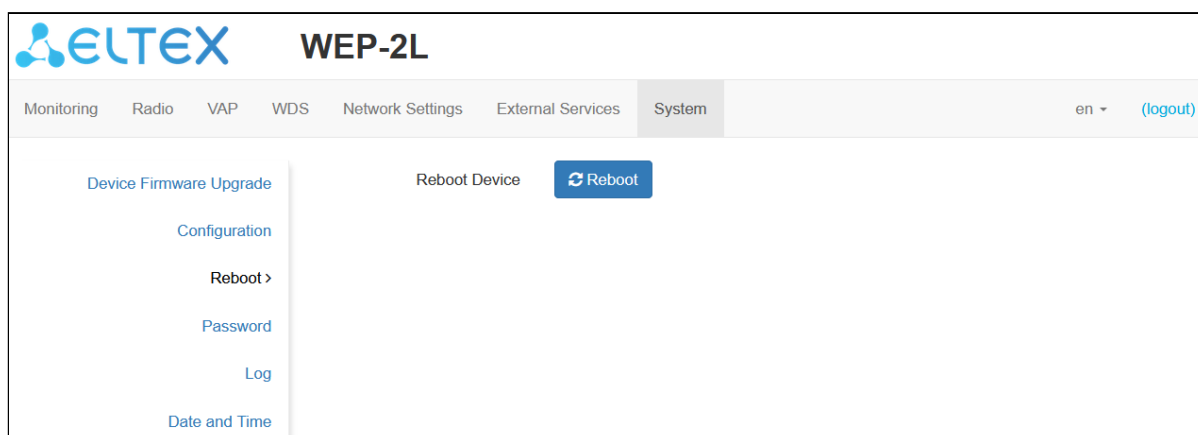 ELTEX WEP-2L
Monitoring Radio VAP WDS Network Settings External Services System en (logout)
Device Firmware Upgrade Reboot Device Reboot
Configuration
Reboot >
Password
Log
Date and Time